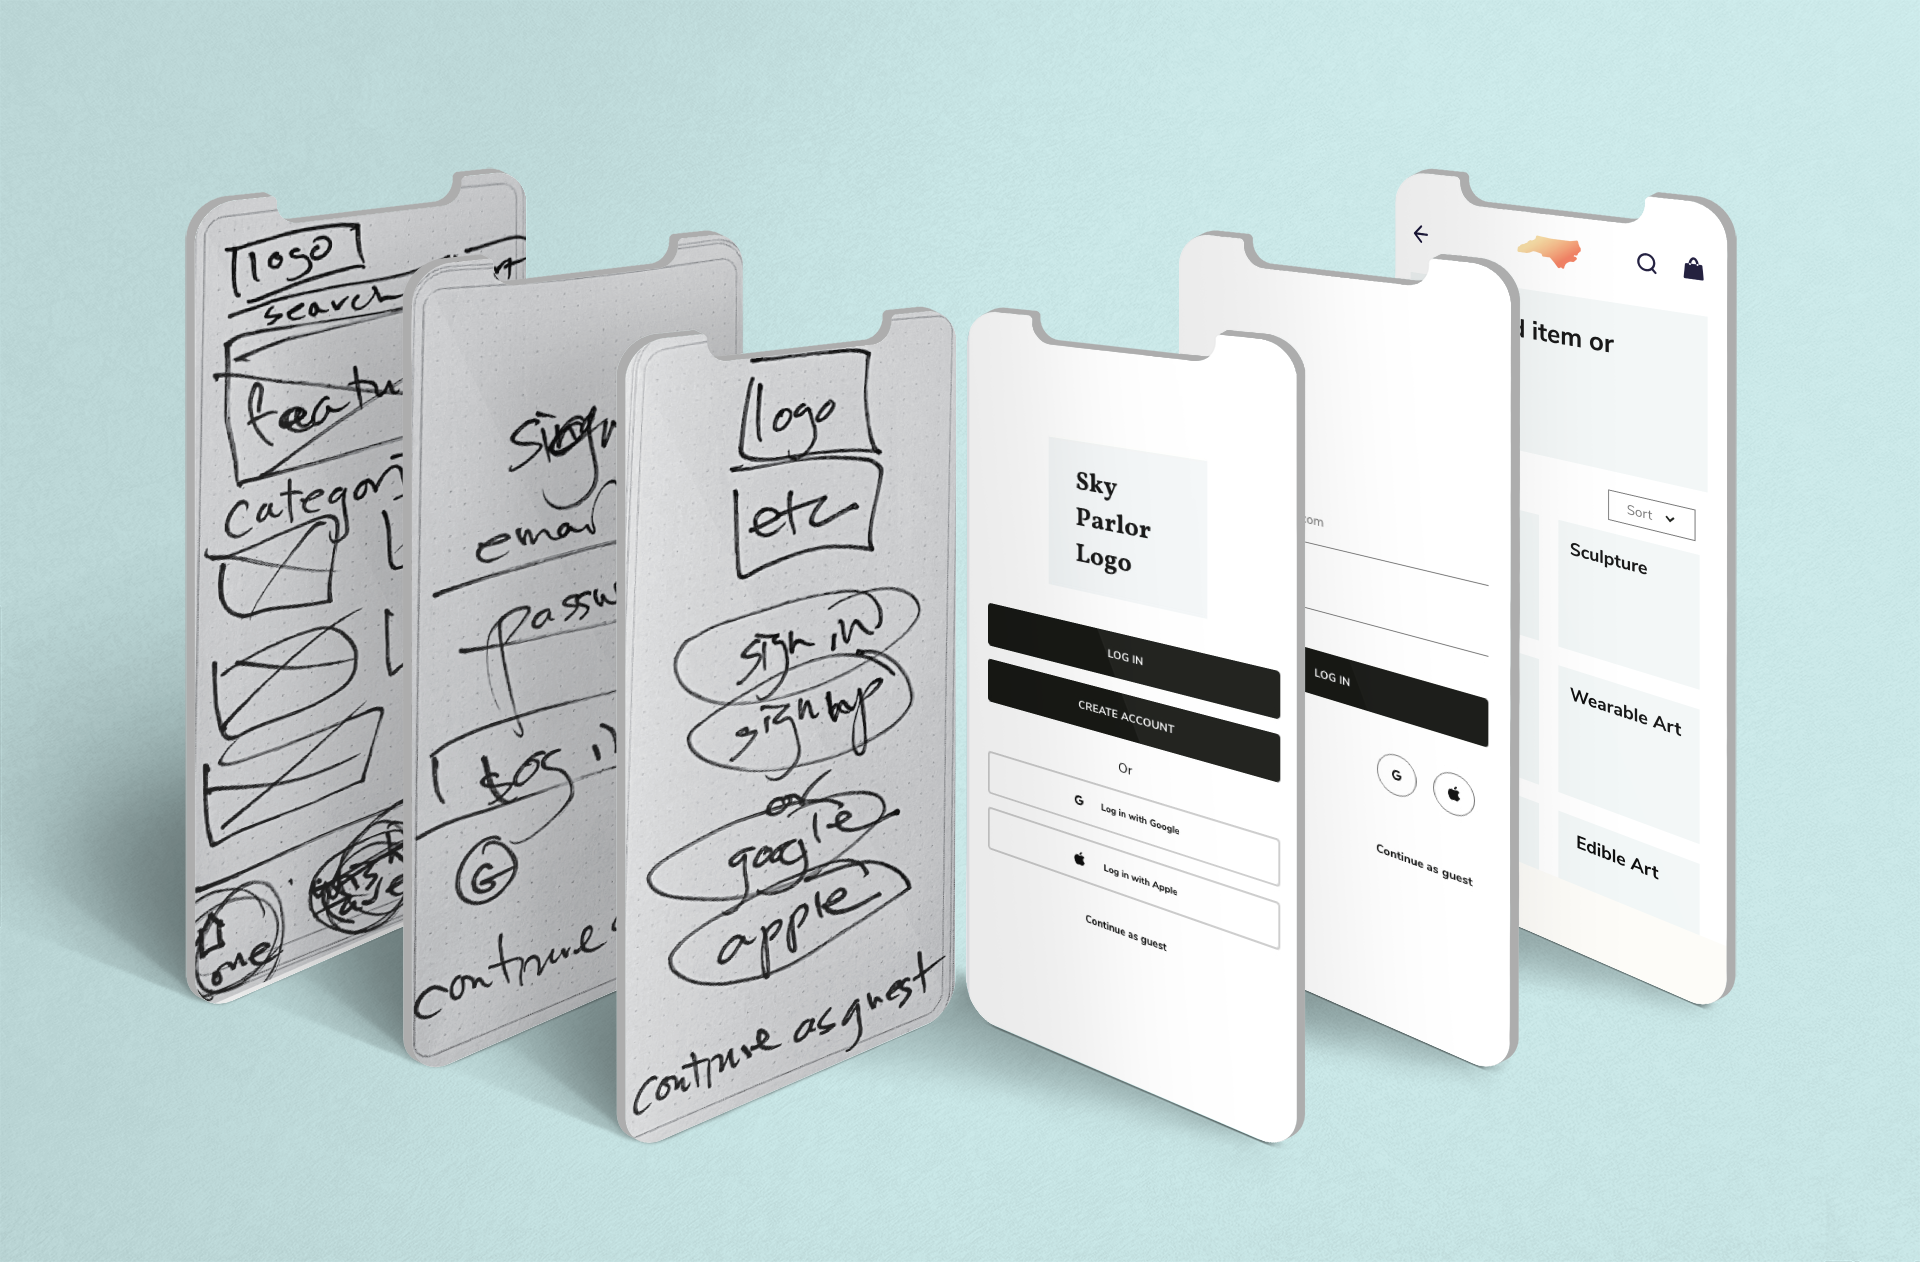 logo
search
featu
categor
ome
sign
email
passw
Log in
G
continue
logo
etc
sign in
sign up
or
google
apple
continue as guest
Sky
Parlor
Logo
LOG IN
CREATE ACCOUNT
Or
G Log in with Google
Log in with Apple
Continue as guest
com
LOG IN
G
Continue as guest
d item or
Sort
Sculpture
Wearable Art
Edible Art